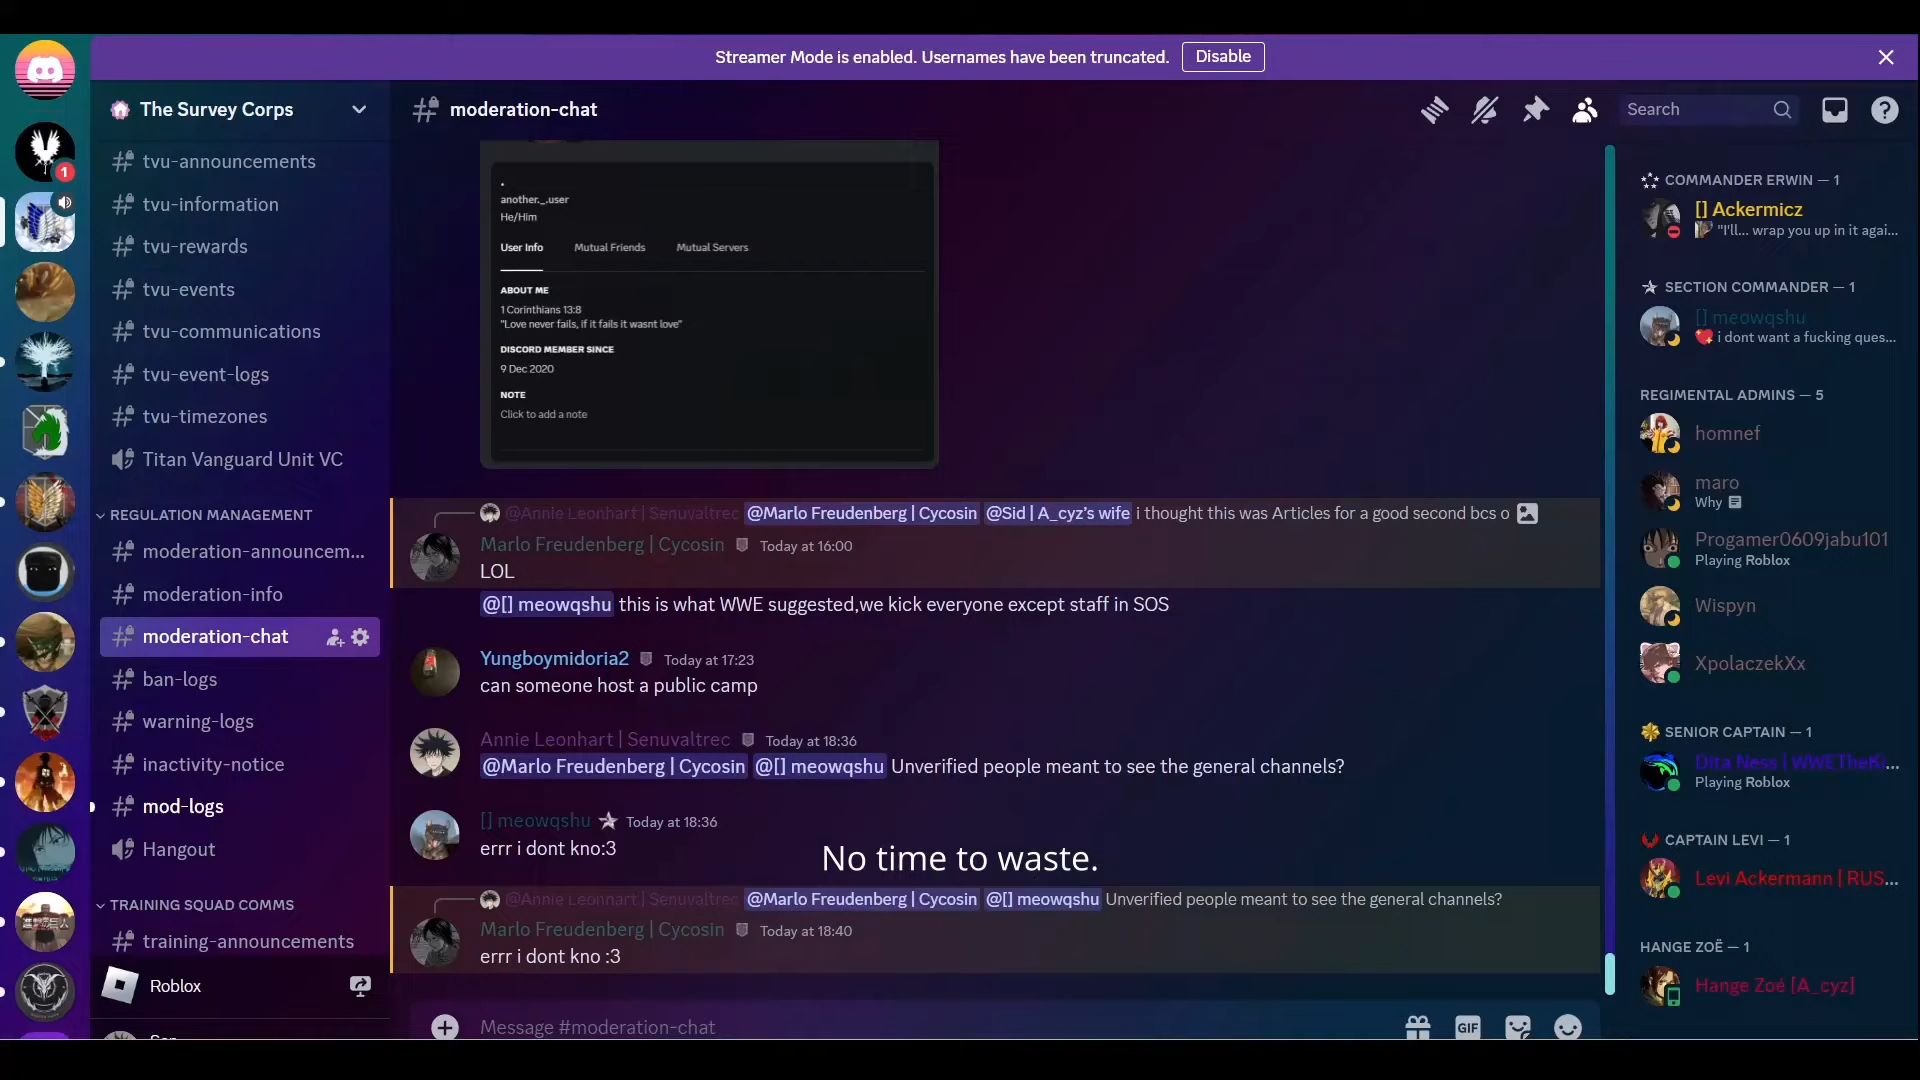 Streamer Mode is enabled. Usernames have been truncated.
Disable
The Survey Corps
moderation-chat
Search
tvu-announcements
tvu-information
tvu-rewards
tvu-events
tvu-communications
tvu-event-logs
tvu-timezones
Titan Vanguard Unit VC
REGULATION MANAGEMENT
moderation-announcem...
moderation-info
moderation-chat
ban-logs
warning-logs
inactivity-notice
mod-logs
Hangout
TRAINING SQUAD COMMS
training-announcements
Roblox
1
another._.user
He/Him
User Info
Mutual Friends
Mutual Servers
ABOUT ME
1 Corinthians 13:8
"Love never fails, if it fails it wasnt love"
DISCORD MEMBER SINCE
9 Dec 2020
NOTE
Click to add a note
@Annie Leonhart | Senuvaltrec @Marlo Freudenberg | Cycosin @Sid | A_cyz's wife i thought this was Articles for a good second bcs o
Marlo Freudenberg | Cycosin Today at 16:00
LOL
@[] meowqshu this is what WWE suggested,we kick everyone except staff in SOS
Yungboymidoria2 Today at 17:23
can someone host a public camp
Annie Leonhart | Senuvaltrec Today at 18:36
@Marlo Freudenberg | Cycosin @[] meowqshu Unverified people meant to see the general channels?
[] meowqshu Today at 18:36
errr i dont kno:3
No time to waste.
@Annie Leonhart | Senuvaltrec @Marlo Freudenberg | Cycosin @[] meowqshu Unverified people meant to see the general channels?
Marlo Freudenberg | Cycosin Today at 18:40
errr i dont kno :3
Message #moderation-chat
GIF
COMMANDER ERWIN — 1
[] Ackermicz
"I'll... wrap you up in it agai...
SECTION COMMANDER — 1
[] meowqshu
i dont want a fucking ques...
REGIMENTAL ADMINS — 5
homnef
maro
Why
Progamer0609jabu101
Playing Roblox
Wispyn
XpolaczekXx
SENIOR CAPTAIN — 1
Dita Ness | WWETheKi...
Playing Roblox
CAPTAIN LEVI — 1
Levi Ackermann | RUS...
HANGE ZOË — 1
Hange Zoé [A_cyz]